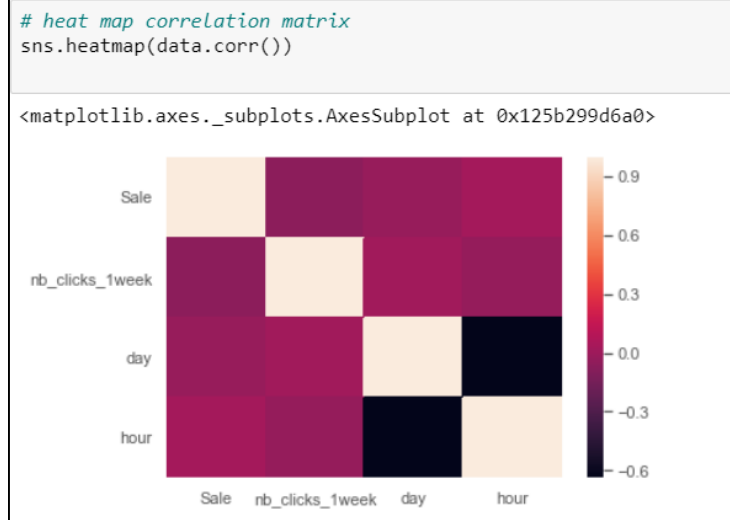 # heat map correlation matrix
sns.heatmap(data.corr())
<matplotlib.axes._subplots.AxesSubplot at 0x125b299d6a0>
Sale
nb_clicks_1week
day
hour
Sale nb_clicks_1week day hour
0.9
0.6
0.3
0.0
−0.3
−0.6